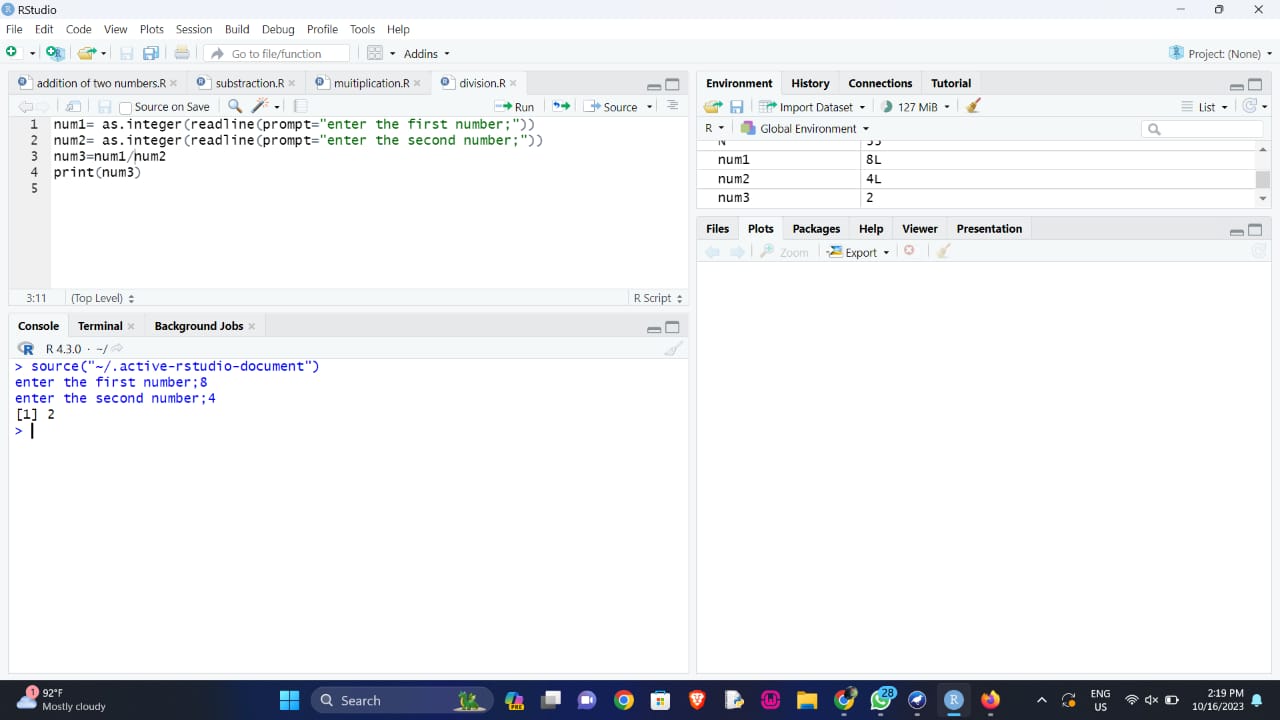 RStudio
File Edit Code View Plots Session Build Debug Profile Tools Help
Go to file/function Addins Project: (None)
addition of two numbers.R substraction.R muitiplication.R division.R
Source on Save Run Source
1 num1= as.integer(readline(prompt="enter the first number;"))
2 num2= as.integer(readline(prompt="enter the second number;"))
3 num3=num1/num2
4 print(num3)
5
3:11 (Top Level) R Script
Console Terminal Background Jobs
R 4.3.0 · ~/
> source("~/.active-rstudio-document")
enter the first number;8
enter the second number;4
[1] 2
>
Environment History Connections Tutorial
Import Dataset 127 MiB List
R Global Environment
num1 8L
num2 4L
num3 2
Files Plots Packages Help Viewer Presentation
Zoom Export
1 92°F
Mostly cloudy
Search
PRE
28
ENG
US
2:19 PM
10/16/2023